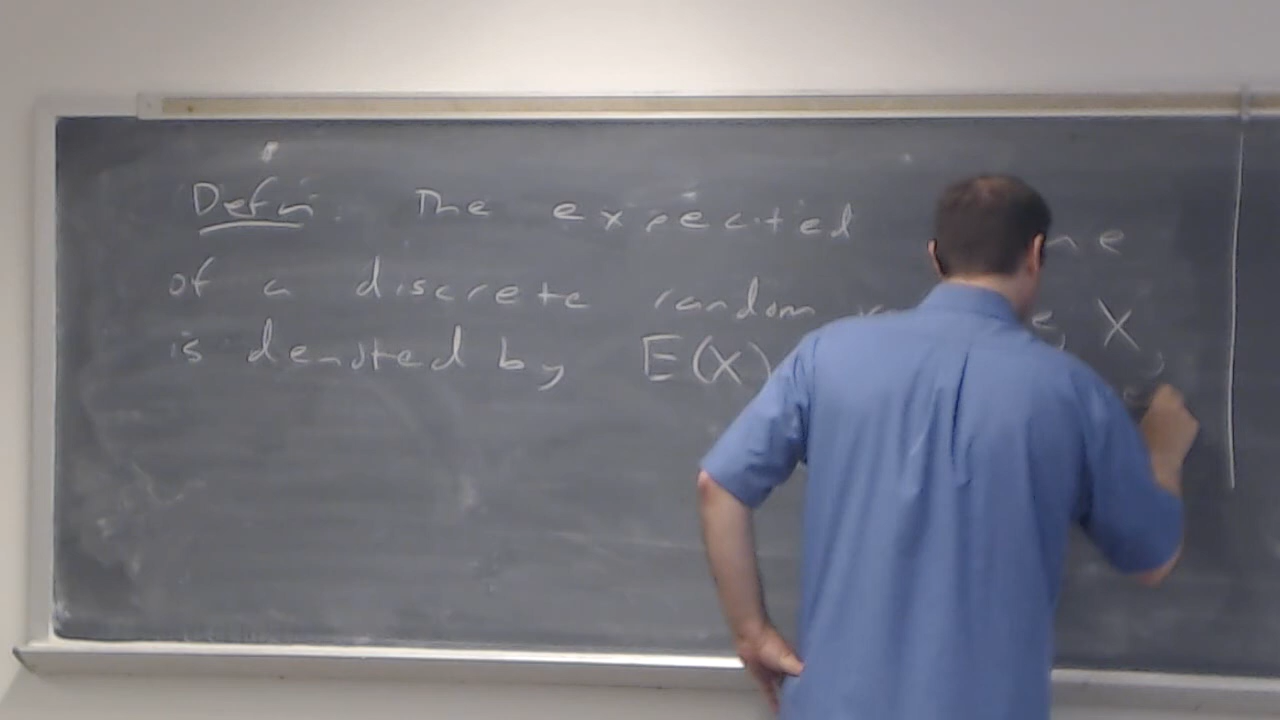 Defn. The expected
of a discrete random X,
is denoted by E(X)